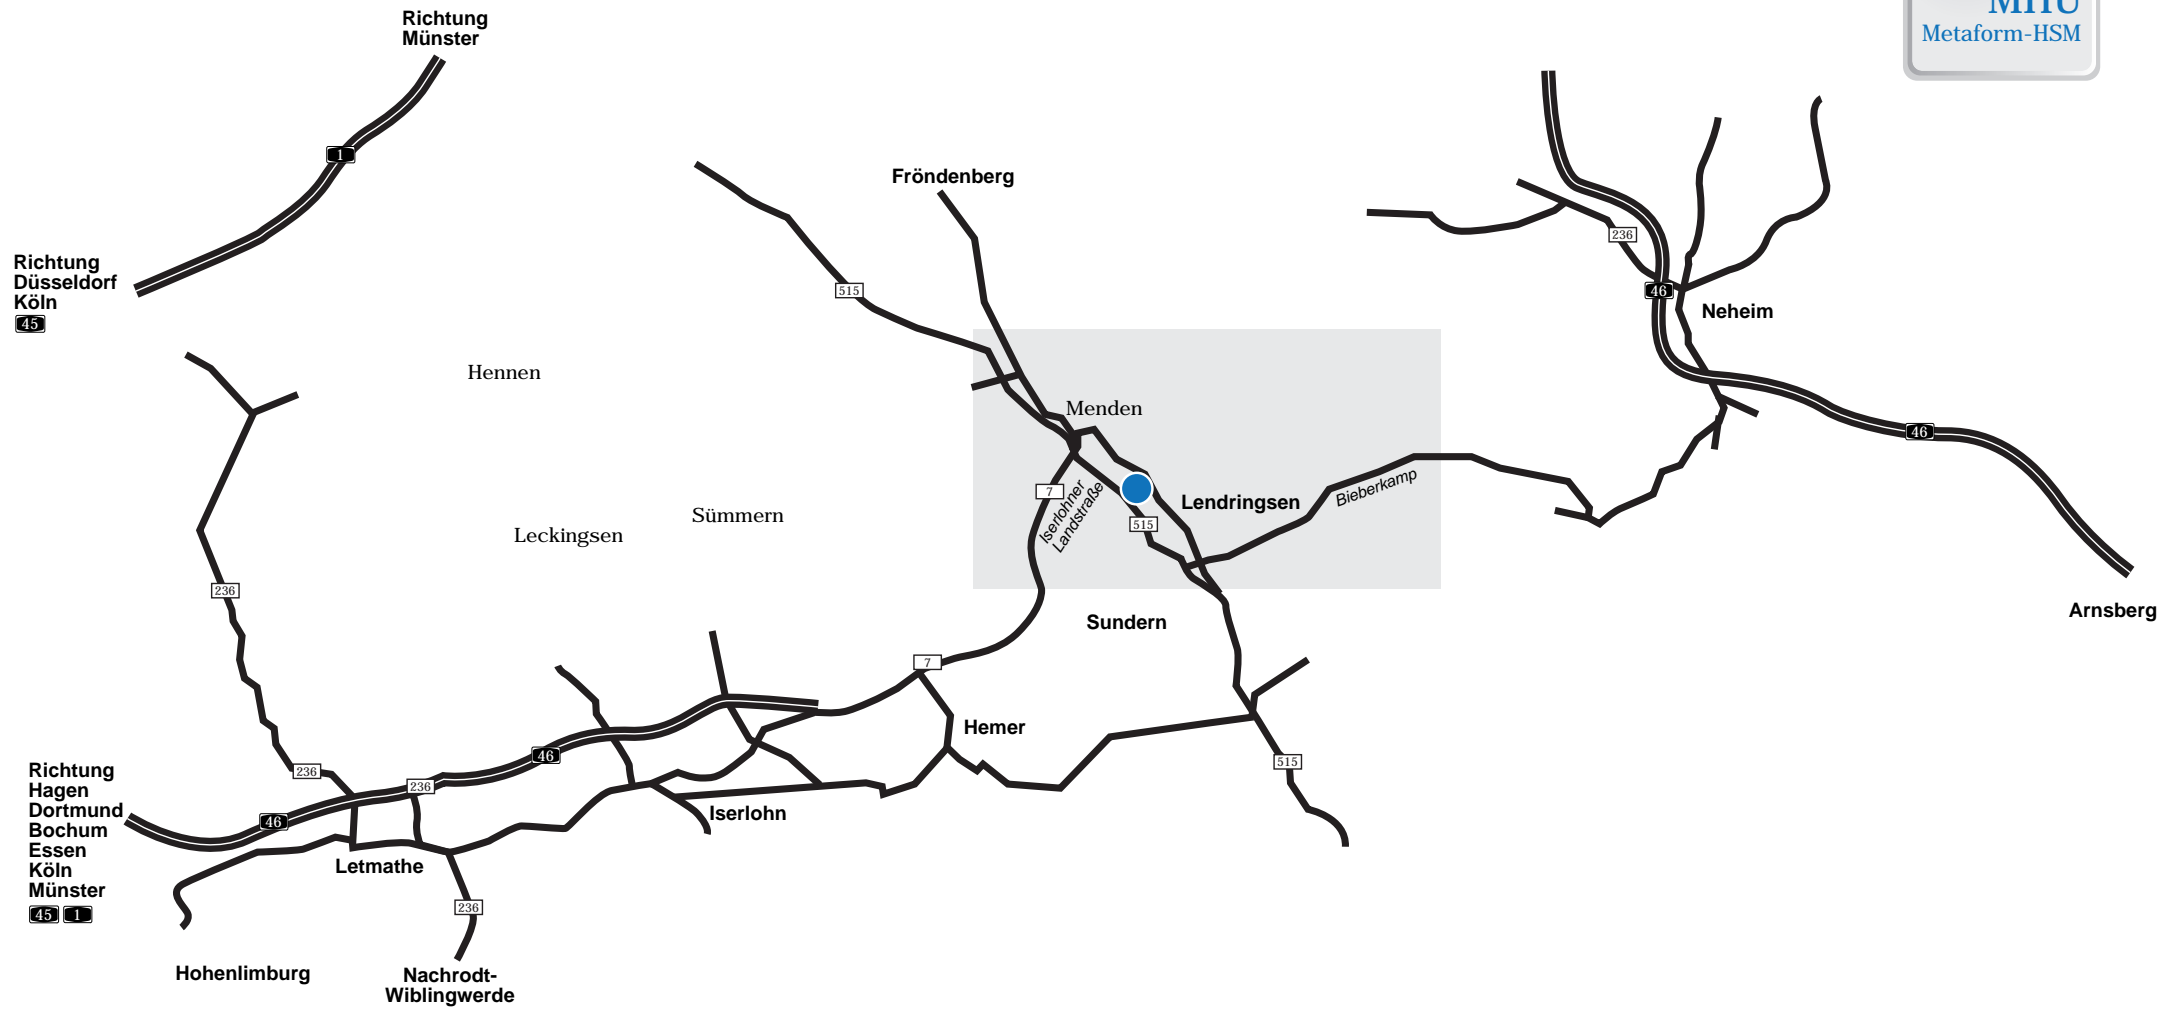 Richtung
Münster
MHU
Metaform-HSM
1
Fröndenberg
Richtung
Düsseldorf
Köln
45
236
515
46
Neheim
Hennen
Menden
46
7
Iserlohner
Landstraße
Lendringsen
Bieberkamp
Sümmern
515
Leckingsen
236
Arnsberg
Sundern
7
Hemer
46
515
236
236
Richtung
Hagen
Dortmund
Bochum
Essen
Köln
Münster
45 1
46
Iserlohn
Letmathe
236
Hohenlimburg
Nachrodt-
Wiblingwerde